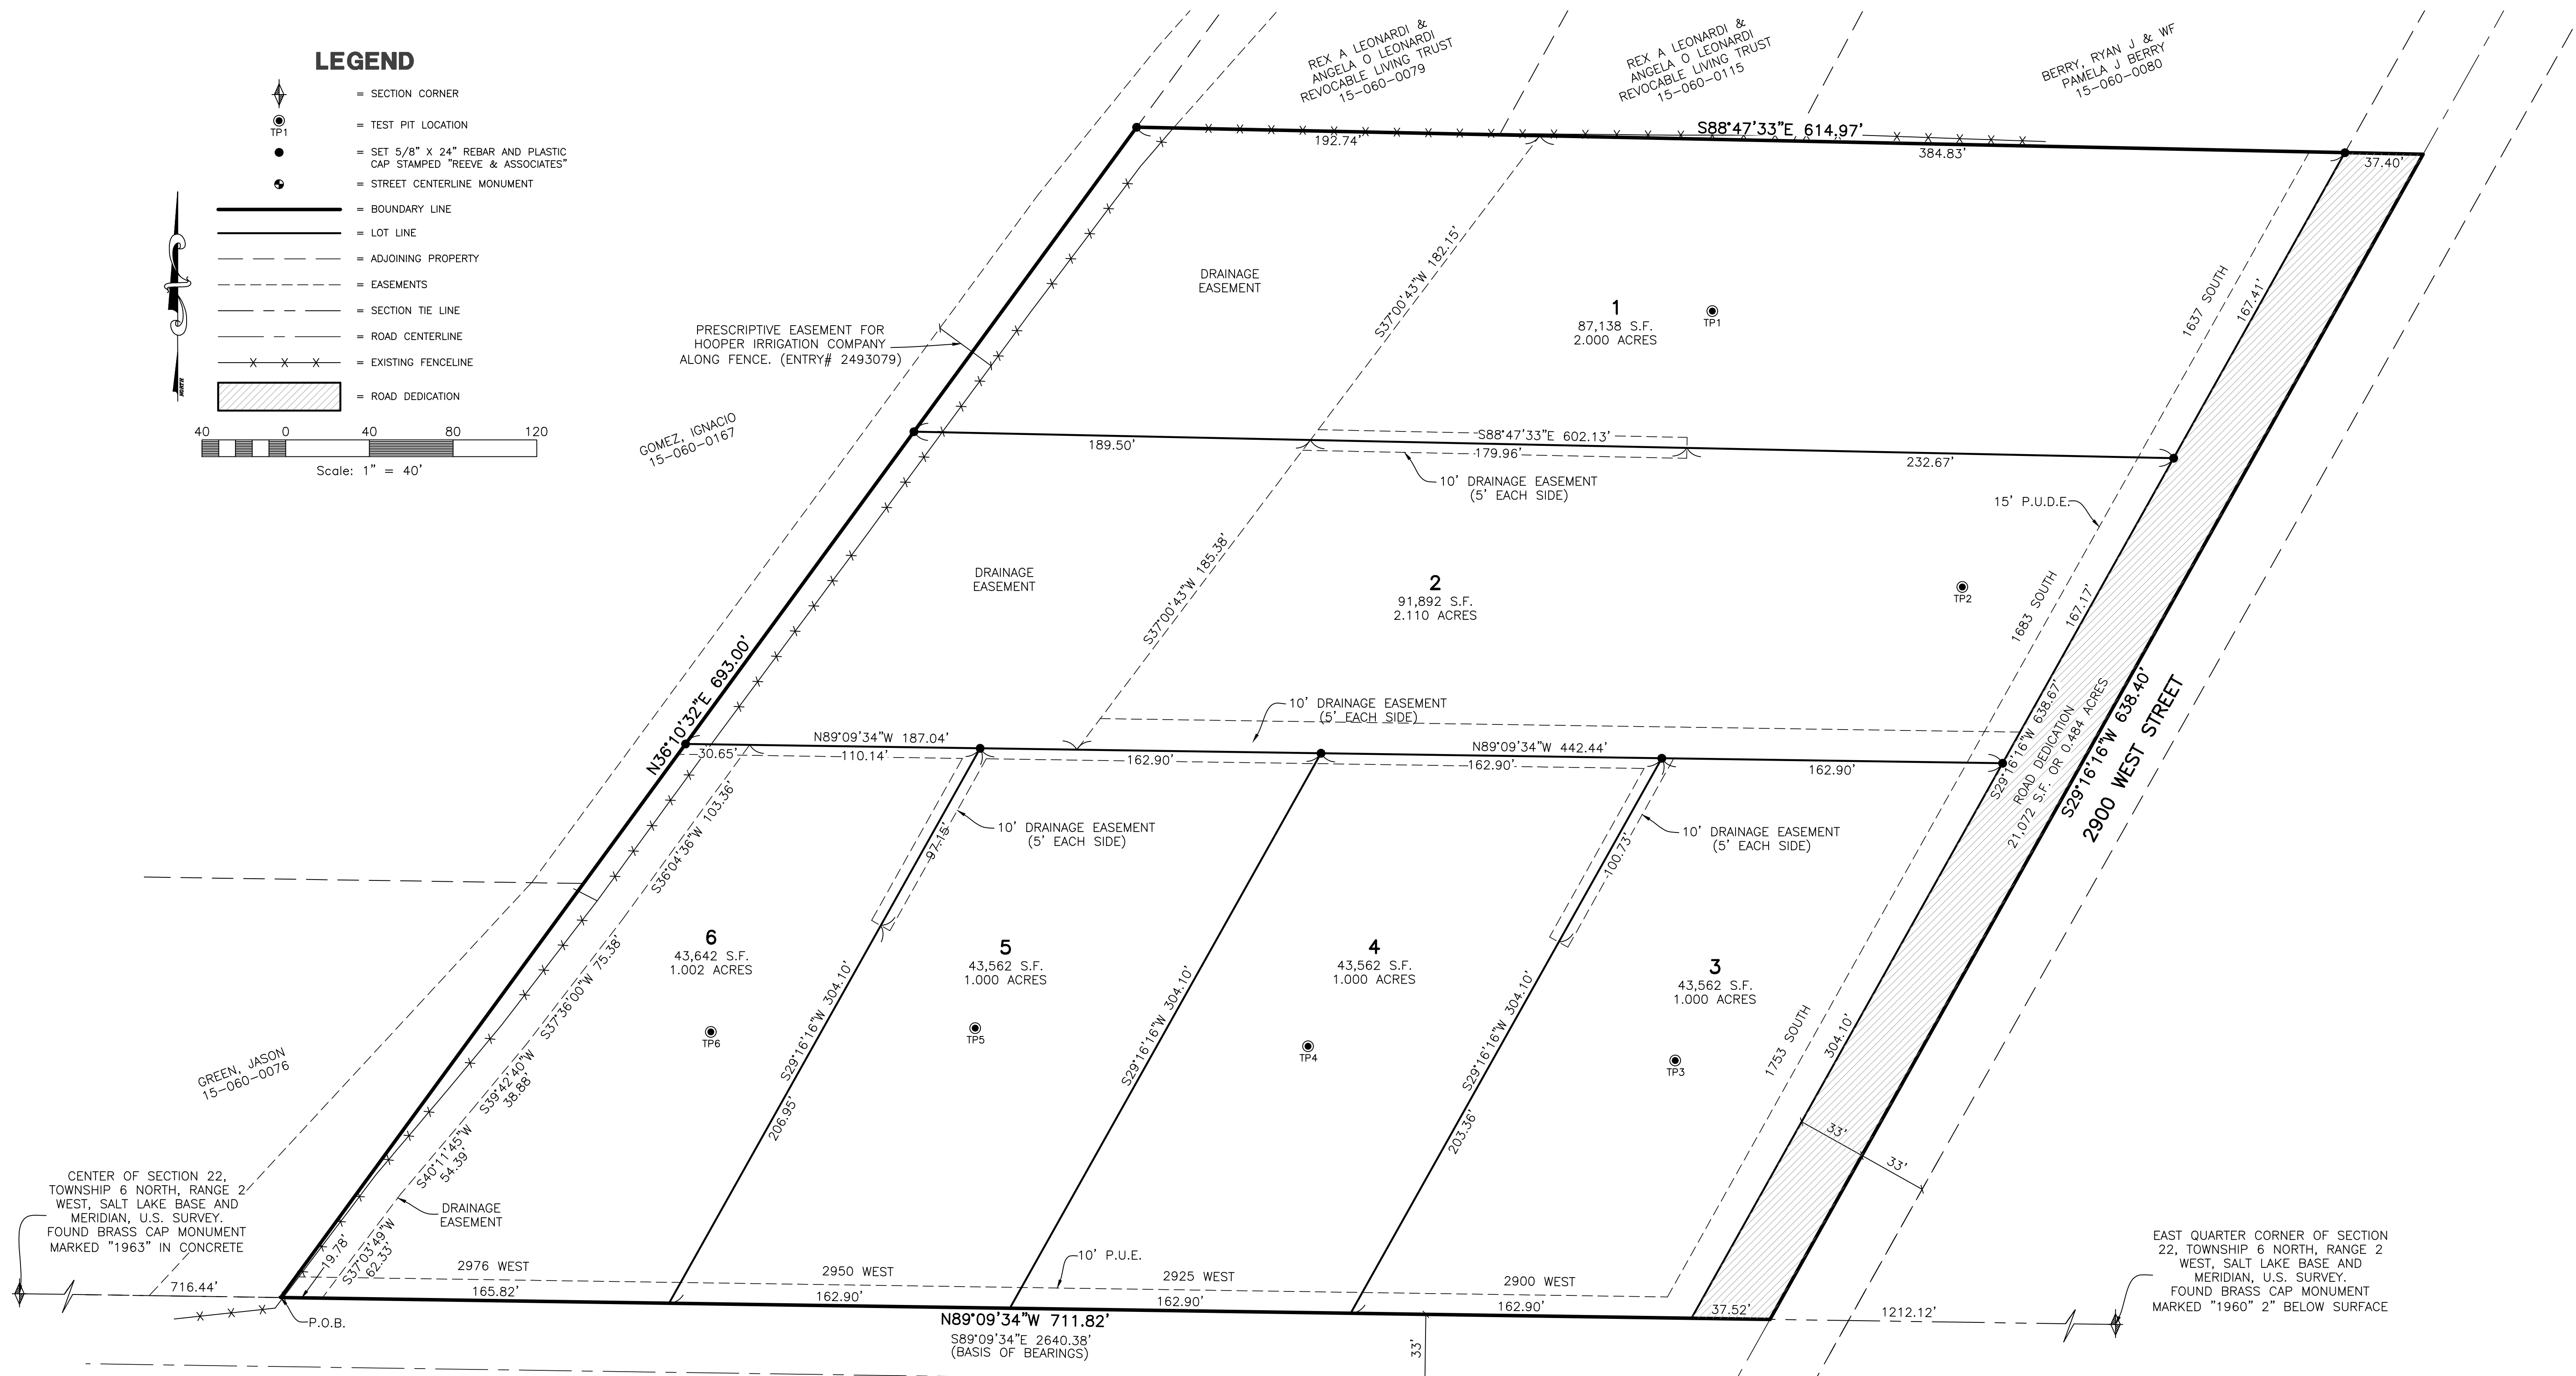 LEGEND
= SECTION CORNER
TP1
= TEST PIT LOCATION
= SET 5/8" X 24" REBAR AND PLASTIC
CAP STAMPED "REEVE & ASSOCIATES"
= STREET CENTERLINE MONUMENT
= BOUNDARY LINE
= LOT LINE
= ADJOINING PROPERTY
= EASEMENTS
= SECTION TIE LINE
= ROAD CENTERLINE
X X X
= EXISTING FENCELINE
= ROAD DEDICATION
NORTH
40 0 40 80 120
Scale: 1" = 40'
REX A LEONARDI &
ANGELA O LEONARDI
REVOCABLE LIVING TRUST
15-060-0079
REX A LEONARDI &
ANGELA O LEONARDI
REVOCABLE LIVING TRUST
15-060-0115
BERRY, RYAN J & WF
PAMELA J BERRY
15-060-0080
S88°47'33"E 614.97'
192.74'
384.83'
37.40'
DRAINAGE
EASEMENT
S37°00'43"W 182.15'
1
87,138 S.F.
2.000 ACRES
TP1
1637 SOUTH
167.41'
PRESCRIPTIVE EASEMENT FOR
HOOPER IRRIGATION COMPANY
ALONG FENCE. (ENTRY# 2493079)
GOMEZ, IGNACIO
15-060-0167
189.50'
S88°47'33"E 602.13'
179.96'
232.67'
10' DRAINAGE EASEMENT
(5' EACH SIDE)
15' P.U.D.E.
DRAINAGE
EASEMENT
S37°00'43"W 185.38'
2
91,892 S.F.
2.110 ACRES
TP2
1683 SOUTH
167.17'
N36°10'32"E 693.00'
10' DRAINAGE EASEMENT
(5' EACH SIDE)
S29°16'16"W 638.67'
ROAD DEDICATION
21,072 S.F. OR 0.484 ACRES
S29°16'16"W 638.40'
2900 WEST STREET
N89°09'34"W 187.04'
N89°09'34"W 442.44'
30.65'
110.14'
162.90'
162.90'
162.90'
S36°04'36"W 103.36'
97.15'
10' DRAINAGE EASEMENT
(5' EACH SIDE)
100.73'
10' DRAINAGE EASEMENT
(5' EACH SIDE)
6
43,642 S.F.
1.002 ACRES
TP6
5
43,562 S.F.
1.000 ACRES
TP5
4
43,562 S.F.
1.000 ACRES
TP4
3
43,562 S.F.
1.000 ACRES
TP3
S37°36'00"W 75.38'
S39°42'40"W
38.88'
S40°11'45"W
54.39'
S37°03'49"W
62.33'
19.78'
DRAINAGE
EASEMENT
S29°16'16"W 304.10'
206.95'
S29°16'16"W 304.10'
S29°16'16"W 304.10'
203.36'
1753 SOUTH
304.10'
33'
33'
GREEN, JASON
15-060-0076
CENTER OF SECTION 22,
TOWNSHIP 6 NORTH, RANGE 2
WEST, SALT LAKE BASE AND
MERIDIAN, U.S. SURVEY.
FOUND BRASS CAP MONUMENT
MARKED "1963" IN CONCRETE
716.44'
P.O.B.
2976 WEST
2950 WEST
10' P.U.E.
2925 WEST
2900 WEST
165.82'
162.90'
162.90'
162.90'
37.52'
1212.12'
N89°09'34"W 711.82'
S89°09'34"E 2640.38'
(BASIS OF BEARINGS)
33'
EAST QUARTER CORNER OF SECTION
22, TOWNSHIP 6 NORTH, RANGE 2
WEST, SALT LAKE BASE AND
MERIDIAN, U.S. SURVEY.
FOUND BRASS CAP MONUMENT
MARKED "1960" 2" BELOW SURFACE